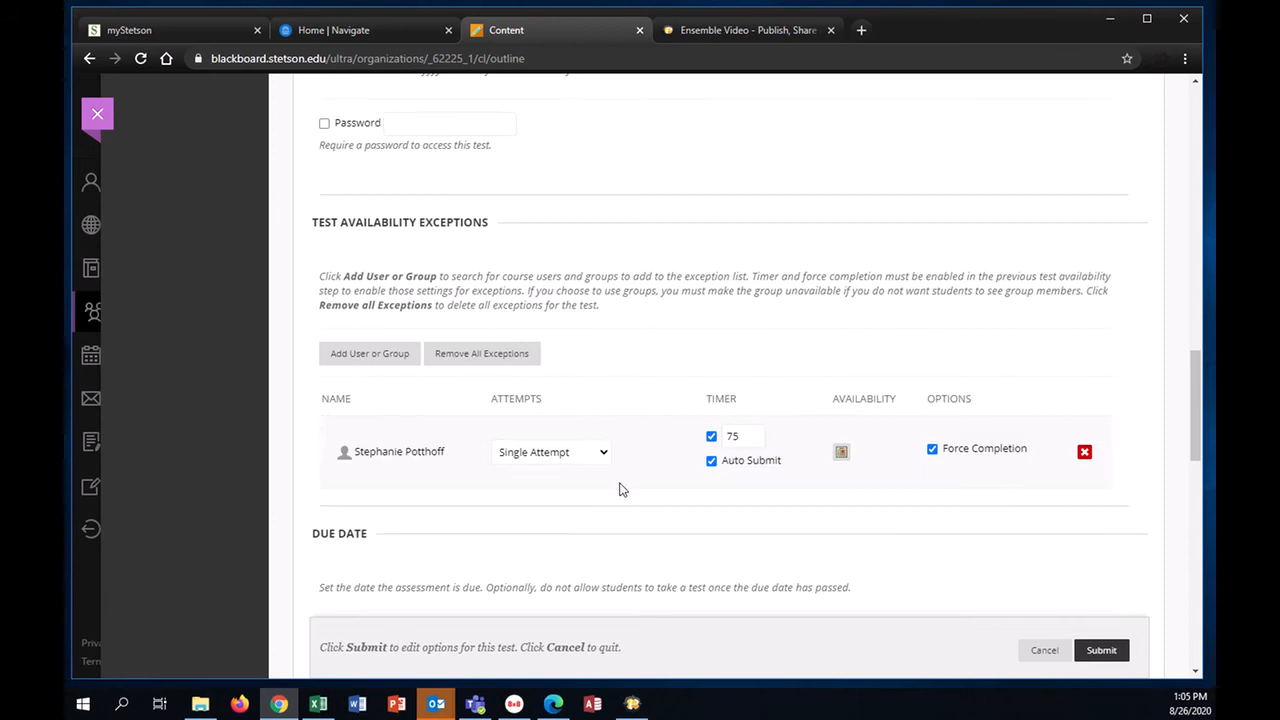 myStetson
Home | Navigate
Content
Ensemble Video - Publish, Share
blackboard.stetson.edu/ultra/organizations/_62225_1/cl/outline
Password
Require a password to access this test.
TEST AVAILABILITY EXCEPTIONS
Click Add User or Group to search for course users and groups to add to the exception list. Timer and force completion must be enabled in the previous test availability
step to enable those settings for exceptions. If you choose to use groups, you must make the group unavailable if you do not want students to see group members. Click
Remove all Exceptions to delete all exceptions for the test.
Add User or Group
Remove All Exceptions
NAME
ATTEMPTS
TIMER
AVAILABILITY
OPTIONS
Stephanie Potthoff
Single Attempt
75
Auto Submit
Force Completion
DUE DATE
Set the date the assessment is due. Optionally, do not allow students to take a test once the due date has passed.
Click Submit to edit options for this test. Click Cancel to quit.
Cancel
Submit
Priva
Term
1:05 PM
8/26/2020